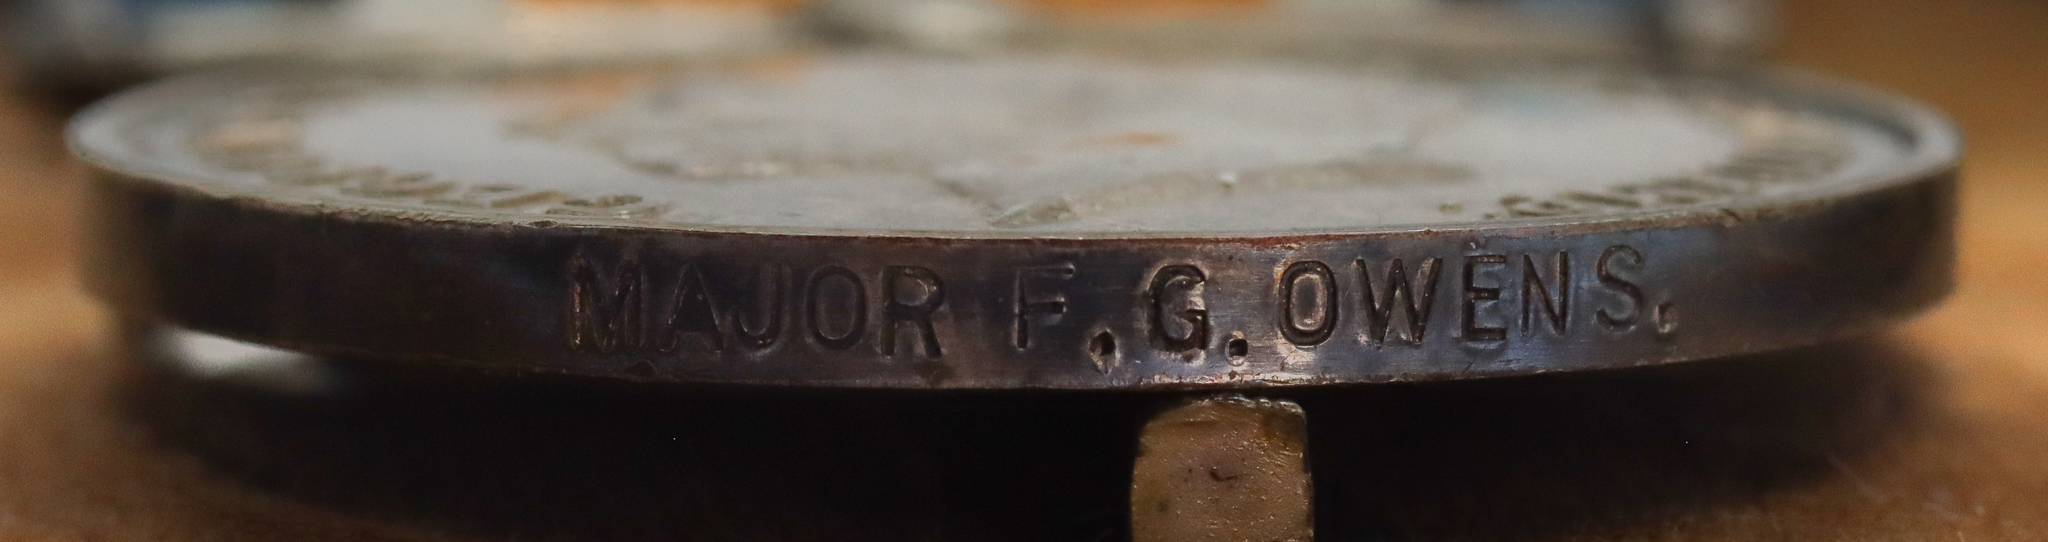 MAJOR F. G. OWENS.